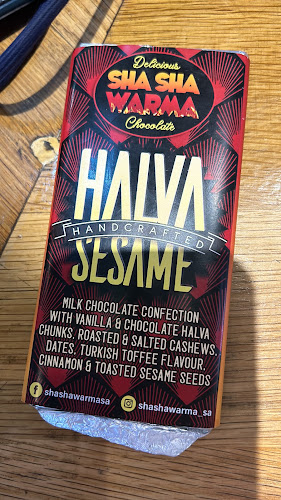 Delicious
SHA SHA
WARMA
Chocolate
HALVA
HANDCRAFTED
SESAME
MILK CHOCOLATE CONFECTION
WITH VANILLA & CHOCOLATE HALVA
CHUNKS, ROASTED & SALTED CASHEWS,
DATES, TURKISH TOFFEE FLAVOUR,
CINNAMON & TOASTED SESAME SEEDS
shashawarmasa shashawarma_sa